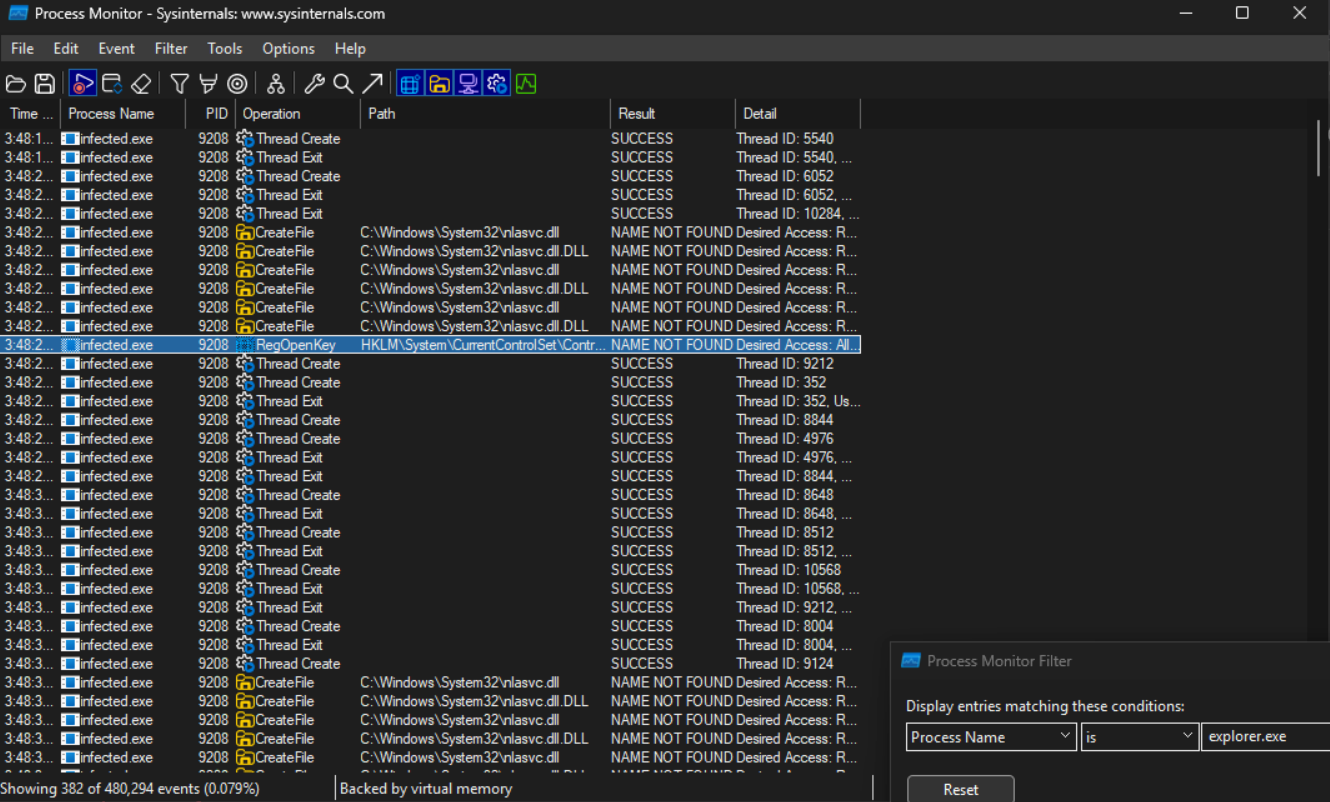 Process Monitor - Sysinternals: www.sysinternals.com
File Edit Event Filter Tools Options Help
Time ... Process Name PID Operation Path Result Detail
3:48:1... infected.exe 9208 Thread Create SUCCESS Thread ID: 5540
3:48:1... infected.exe 9208 Thread Exit SUCCESS Thread ID: 5540, ...
3:48:2... infected.exe 9208 Thread Create SUCCESS Thread ID: 6052
3:48:2... infected.exe 9208 Thread Exit SUCCESS Thread ID: 6052, ...
3:48:2... infected.exe 9208 Thread Exit SUCCESS Thread ID: 10284, ...
3:48:2... infected.exe 9208 CreateFile C:\Windows\System32\nlasvc.dll NAME NOT FOUND Desired Access: R...
3:48:2... infected.exe 9208 CreateFile C:\Windows\System32\nlasvc.dll.DLL NAME NOT FOUND Desired Access: R...
3:48:2... infected.exe 9208 CreateFile C:\Windows\System32\nlasvc.dll NAME NOT FOUND Desired Access: R...
3:48:2... infected.exe 9208 CreateFile C:\Windows\System32\nlasvc.dll.DLL NAME NOT FOUND Desired Access: R...
3:48:2... infected.exe 9208 CreateFile C:\Windows\System32\nlasvc.dll NAME NOT FOUND Desired Access: R...
3:48:2... infected.exe 9208 CreateFile C:\Windows\System32\nlasvc.dll.DLL NAME NOT FOUND Desired Access: R...
3:48:2... infected.exe 9208 RegOpenKey HKLM\System\CurrentControlSet\Contr... NAME NOT FOUND Desired Access: All...
3:48:2... infected.exe 9208 Thread Create SUCCESS Thread ID: 9212
3:48:2... infected.exe 9208 Thread Create SUCCESS Thread ID: 352
3:48:2... infected.exe 9208 Thread Exit SUCCESS Thread ID: 352, Us...
3:48:2... infected.exe 9208 Thread Create SUCCESS Thread ID: 8844
3:48:2... infected.exe 9208 Thread Create SUCCESS Thread ID: 4976
3:48:2... infected.exe 9208 Thread Exit SUCCESS Thread ID: 4976, ...
3:48:2... infected.exe 9208 Thread Exit SUCCESS Thread ID: 8844, ...
3:48:3... infected.exe 9208 Thread Create SUCCESS Thread ID: 8648
3:48:3... infected.exe 9208 Thread Exit SUCCESS Thread ID: 8648, ...
3:48:3... infected.exe 9208 Thread Create SUCCESS Thread ID: 8512
3:48:3... infected.exe 9208 Thread Exit SUCCESS Thread ID: 8512, ...
3:48:3... infected.exe 9208 Thread Create SUCCESS Thread ID: 10568
3:48:3... infected.exe 9208 Thread Exit SUCCESS Thread ID: 10568, ...
3:48:3... infected.exe 9208 Thread Exit SUCCESS Thread ID: 9212, ...
3:48:3... infected.exe 9208 Thread Create SUCCESS Thread ID: 8004
3:48:3... infected.exe 9208 Thread Exit SUCCESS Thread ID: 8004, ...
3:48:3... infected.exe 9208 Thread Create SUCCESS Thread ID: 9124
3:48:3... infected.exe 9208 CreateFile C:\Windows\System32\nlasvc.dll NAME NOT FOUND Desired Access: R...
3:48:3... infected.exe 9208 CreateFile C:\Windows\System32\nlasvc.dll.DLL NAME NOT FOUND Desired Access: R...
3:48:3... infected.exe 9208 CreateFile C:\Windows\System32\nlasvc.dll NAME NOT FOUND Desired Access: R...
3:48:3... infected.exe 9208 CreateFile C:\Windows\System32\nlasvc.dll.DLL NAME NOT FOUND Desired Access: R...
3:48:3... infected.exe 9208 CreateFile C:\Windows\System32\nlasvc.dll NAME NOT FOUND Desired Access: R...
Showing 382 of 480,294 events (0.079%) Backed by virtual memory
Process Monitor Filter
Display entries matching these conditions:
Process Name is explorer.exe
Reset